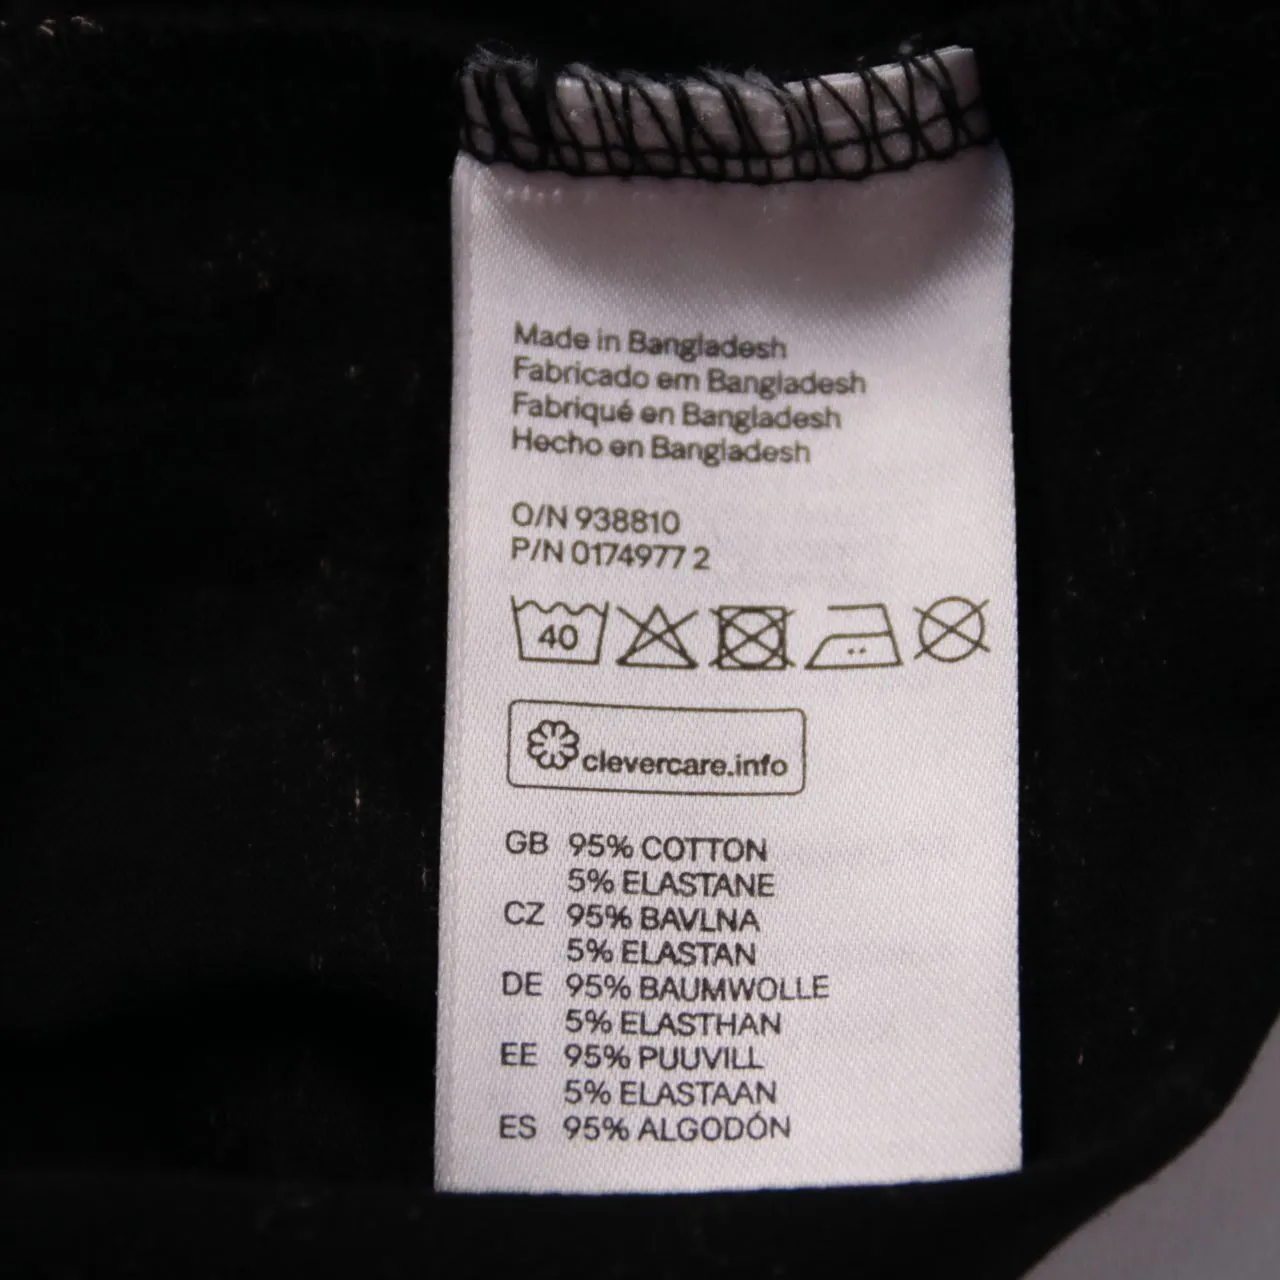 Made in Bangladesh
Fabricado em Bangladesh
Fabriqué en Bangladesh
Hecho en Bangladesh
O/N 938810
P/N 0174977 2
40
clevercare.info
GB 95% COTTON
5% ELASTANE
CZ 95% BAVLNA
5% ELASTAN
DE 95% BAUMWOLLE
5% ELASTHAN
EE 95% PUUVILL
5% ELASTAAN
ES 95% ALGODÓN